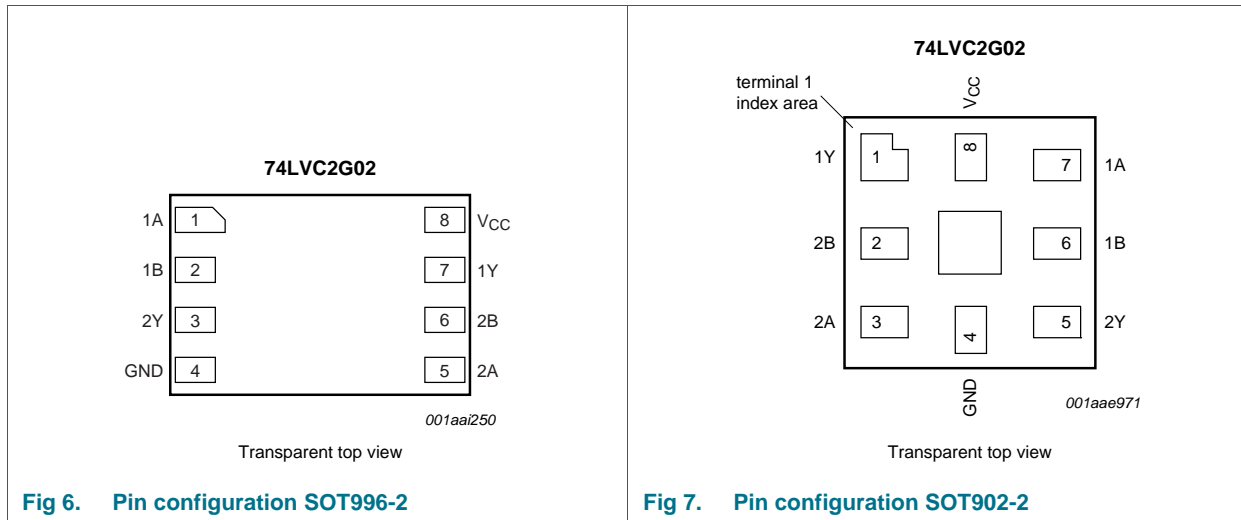 74LVC2G02
1A 1 8 VCC
1B 2 7 1Y
2Y 3 6 2B
GND 4 5 2A
001aai250
Transparent top view
Fig 6. Pin configuration SOT996-2
74LVC2G02
terminal 1
index area
VCC
1Y 1 8 7 1A
2B 2 6 1B
2A 3 4 5 2Y
GND
001aae971
Transparent top view
Fig 7. Pin configuration SOT902-2